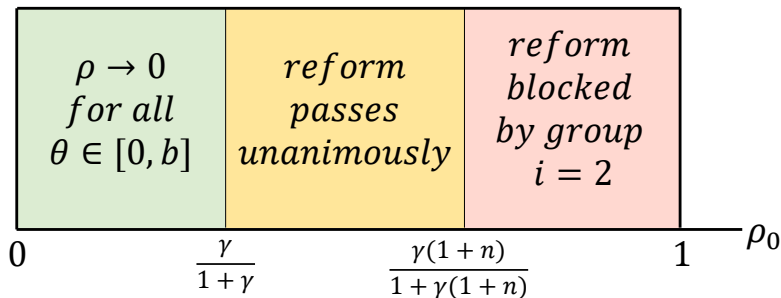 ρ → 0
for all
θ ∈ [0, b]
reform
passes
unanimously
reform
blocked
by group
i = 2
0
γ/(1 + γ)
γ(1 + n)/(1 + γ(1 + n))
1
ρ₀